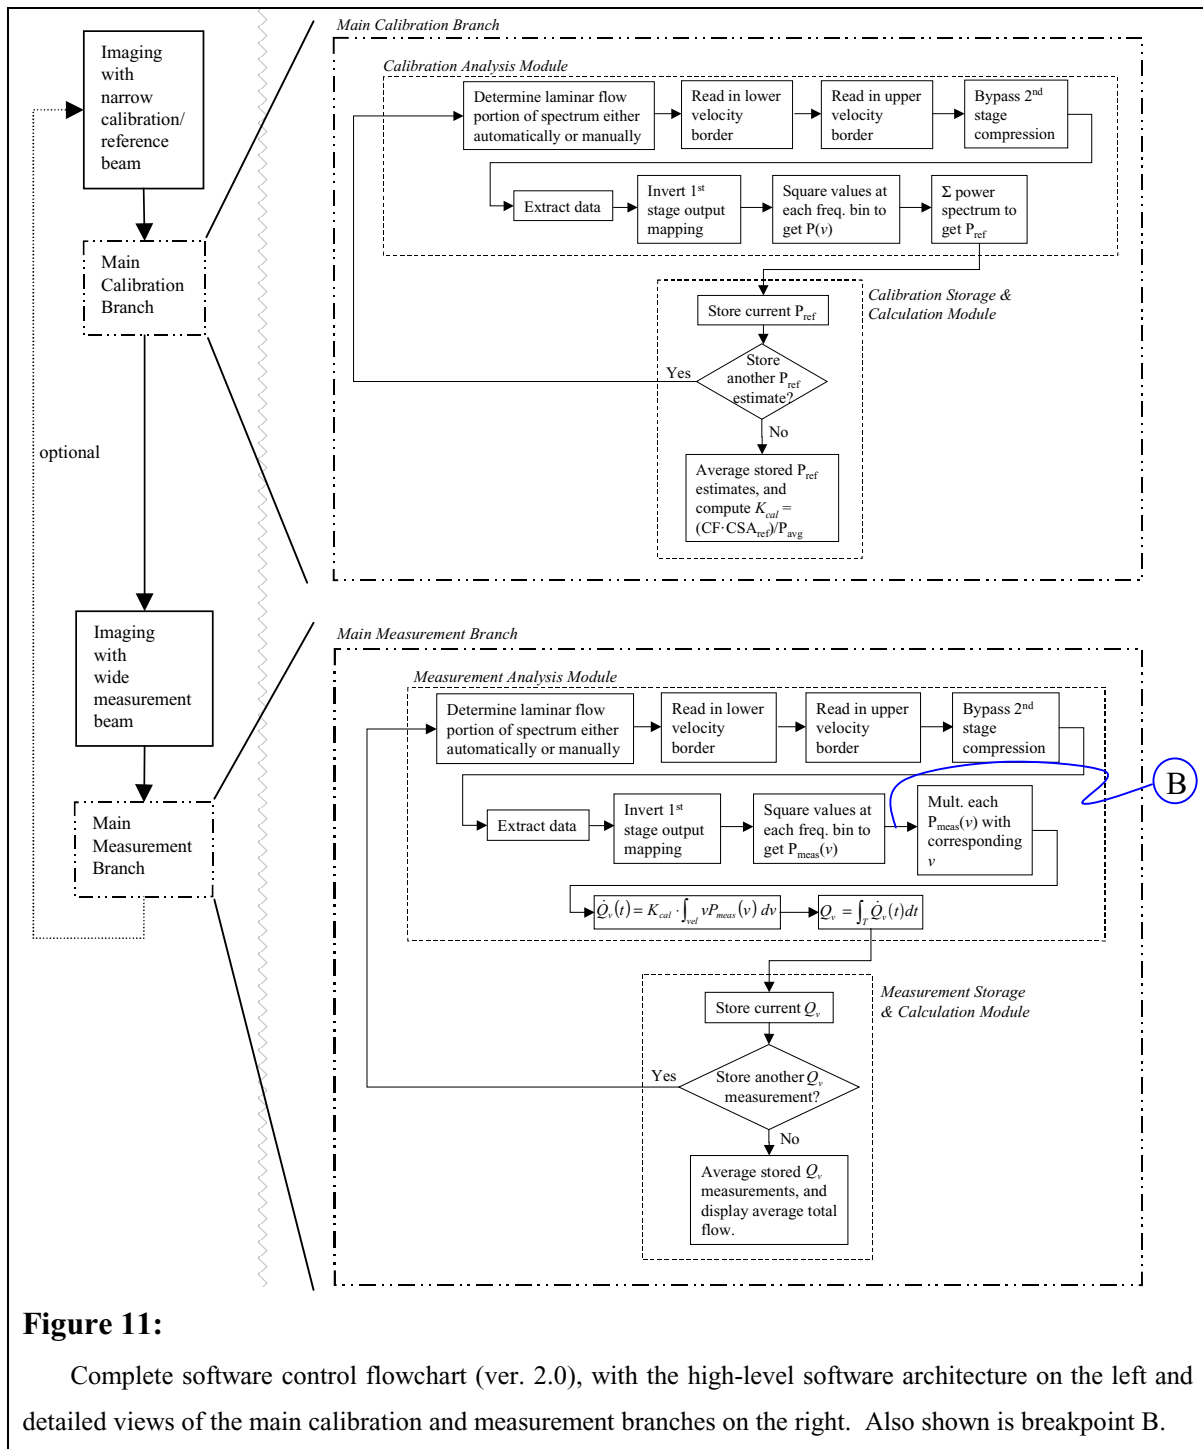 Imaging
with
narrow
calibration/
reference
beam
Main
Calibration
Branch
optional
Imaging
with
wide
measurement
beam
Main
Measurement
Branch
Main Calibration Branch
Calibration Analysis Module
Determine laminar flow
portion of spectrum either
automatically or manually
Read in lower
velocity
border
Read in upper
velocity
border
Bypass 2nd
stage
compression
Extract data
Invert 1st
stage output
mapping
Square values at
each freq. bin to
get P(v)
Σ power
spectrum to
get Pref
Calibration Storage &
Calculation Module
Store current Pref
Store
another Pref
estimate?
Yes
No
Average stored Pref
estimates, and
compute Kcal =
(CF·CSAref)/Pavg
Main Measurement Branch
Measurement Analysis Module
Determine laminar flow
portion of spectrum either
automatically or manually
Read in lower
velocity
border
Read in upper
velocity
border
Bypass 2nd
stage
compression
B
Extract data
Invert 1st
stage output
mapping
Square values at
each freq. bin to
get Pmeas(v)
Mult. each
Pmeas(v) with
corresponding
v
Q̇v(t) = Kcal · ∫vel vPmeas(v) dv
Qv = ∫T Q̇v(t)dt
Measurement Storage
& Calculation Module
Store current Qv
Store another Qv
measurement?
Yes
No
Average stored Qv
measurements, and
display average total
flow.
Figure 11:
Complete software control flowchart (ver. 2.0), with the high-level software architecture on the left and
detailed views of the main calibration and measurement branches on the right. Also shown is breakpoint B.